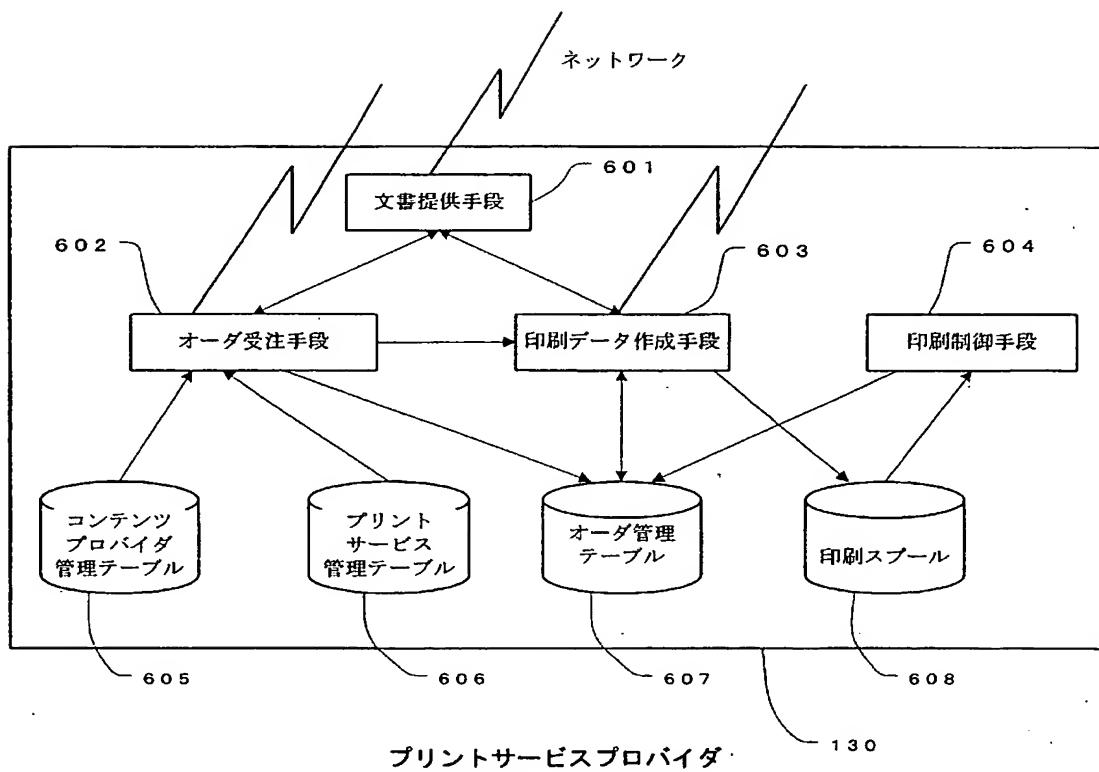 ネットワーク
601
文書提供手段
602
603
604
オーダ受注手段
印刷データ作成手段
印刷制御手段
コンテンツ
プロバイダ
管理テーブル
プリント
サービス
管理テーブル
オーダ管理
テーブル
印刷スプール
605
606
607
608
130
プリントサービスプロバイダ